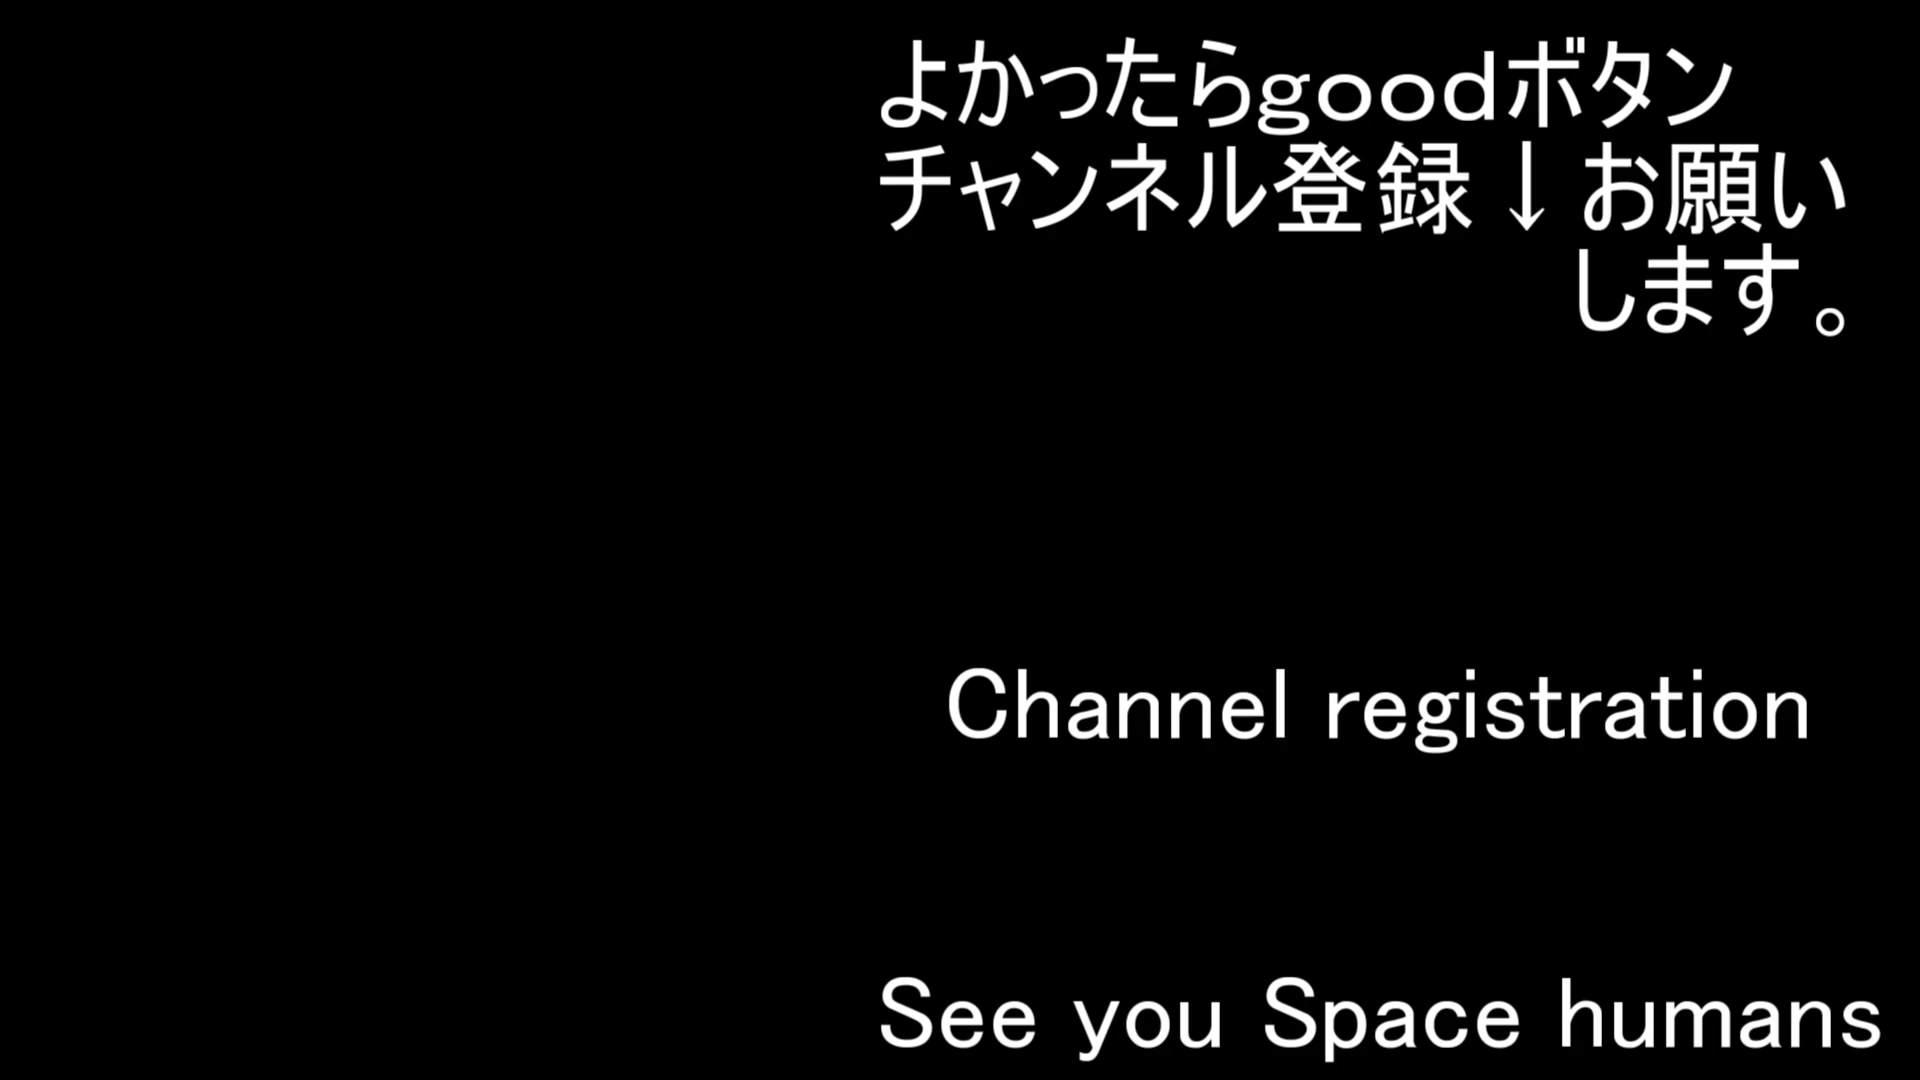 よかったらｇｏｏｄボタン
チャンネル登録↓お願い
します。
Channel registration
See you Space humans